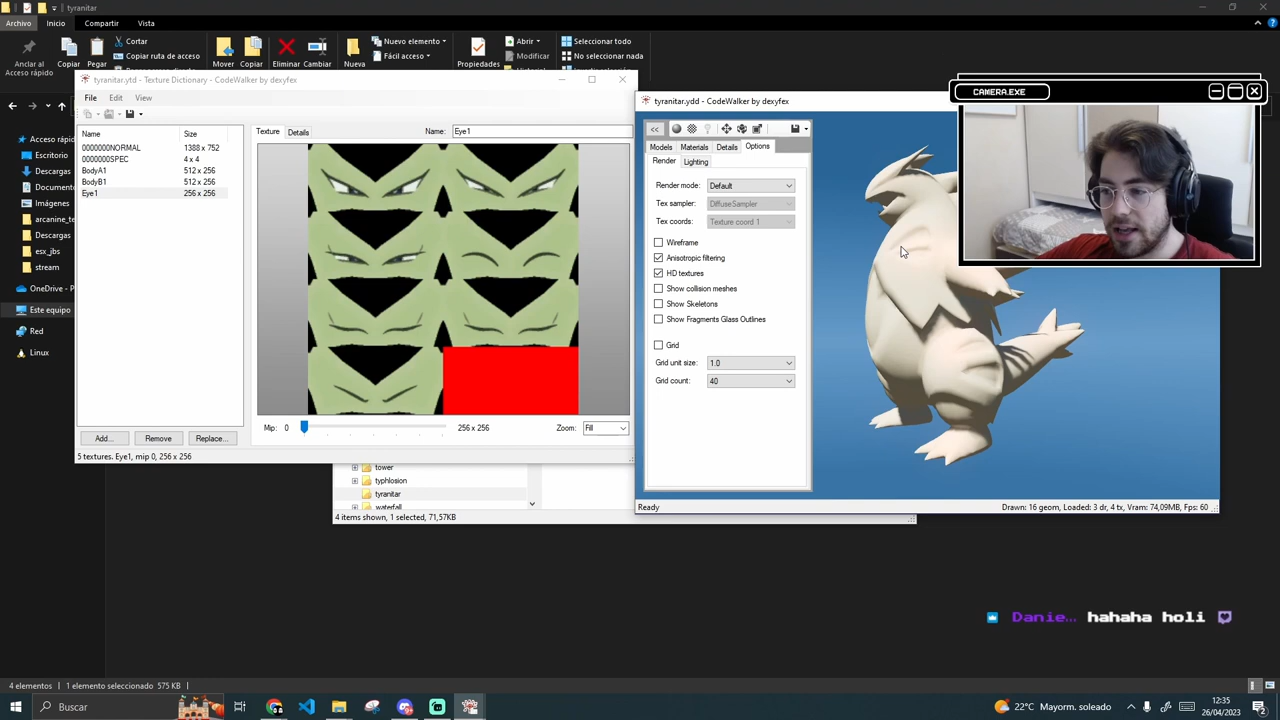 tyranitar
Archivo
Inicio
Compartir
Vista
Anclar al
Acceso rápido
Copiar
Pegar
Cortar
Copiar ruta de acceso
Mover
Copiar
Eliminar
Cambiar
Nueva
Nuevo elemento
Fácil acceso
Propiedades
Abrir
Modificar
Seleccionar todo
No seleccionar nada
tyranitar.ytd - Texture Dictionary - CodeWalker by dexyfex
File Edit View
Name Size
0000000NORMAL 1388 x 752
0000000SPEC 4 x 4
BodyA1 512 x 256
BodyB1 512 x 256
Eye1 256 x 256
Texture Details
Name: Eye1
Mip: 0
256 x 256
Zoom: Fill
Add... Remove Replace...
5 textures. Eye1, mip 0, 256 x 256
Acceso rápido
Escritorio
Descargas
Documento
Imágenes
arcanine_te
Descargas
esx_jbs
stream
OneDrive - P
Este equipo
Red
Linux
tower
typhlosion
tyranitar
waterfall
4 items shown, 1 selected, 71,57KB
tyranitar.ydd - CodeWalker by dexyfex
<<
Models Materials Details Options
Render Lighting
Render mode: Default
Tex sampler: DiffuseSampler
Tex coords: Texture coord 1
Wireframe
Anisotropic filtering
HD textures
Show collision meshes
Show Skeletons
Show Fragments Glass Outlines
Grid
Grid unit size: 1.0
Grid count: 40
Ready
Drawn: 16 geom, Loaded: 3 dr, 4 tx, Vram: 74,09MB, Fps: 60
CAMERA.EXE
Danie... hahaha holi
4 elementos
1 elemento seleccionado 575 KB
Buscar
22°C Mayorm. soleado
12:35
26/04/2023
2